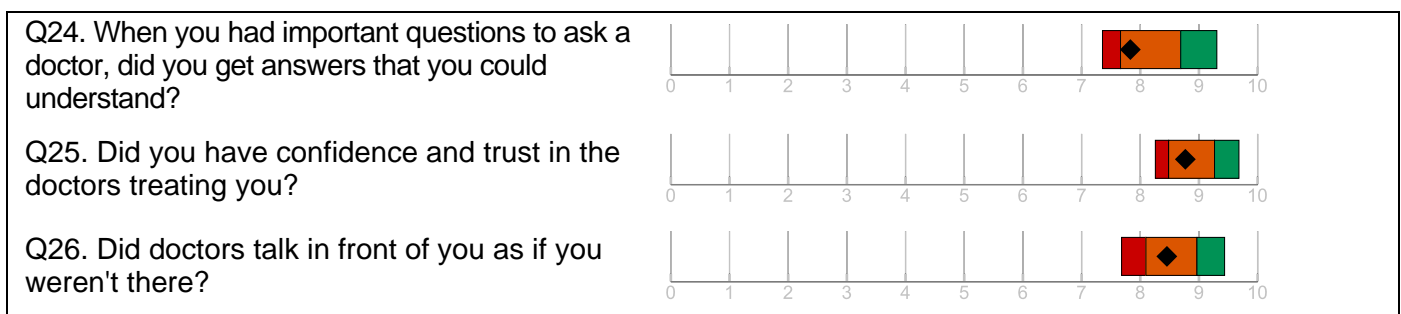 Q24. When you had important questions to ask a
doctor, did you get answers that you could
understand?
0 1 2 3 4 5 6 7 8 9 10
Q25. Did you have confidence and trust in the
doctors treating you?
0 1 2 3 4 5 6 7 8 9 10
Q26. Did doctors talk in front of you as if you
weren't there?
0 1 2 3 4 5 6 7 8 9 10